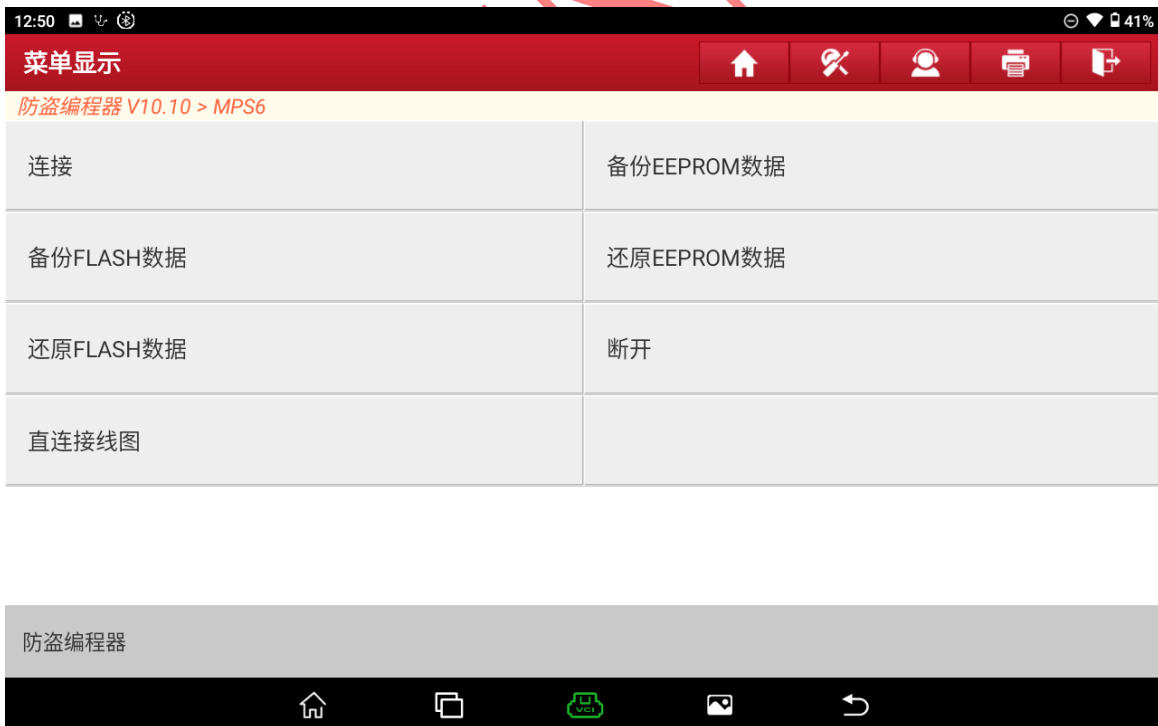 12:50
41%
菜单显示
防盗编程器 V10.10 > MPS6
连接
备份EEPROM数据
备份FLASH数据
还原EEPROM数据
还原FLASH数据
断开
直连接线图
防盗编程器
VCI